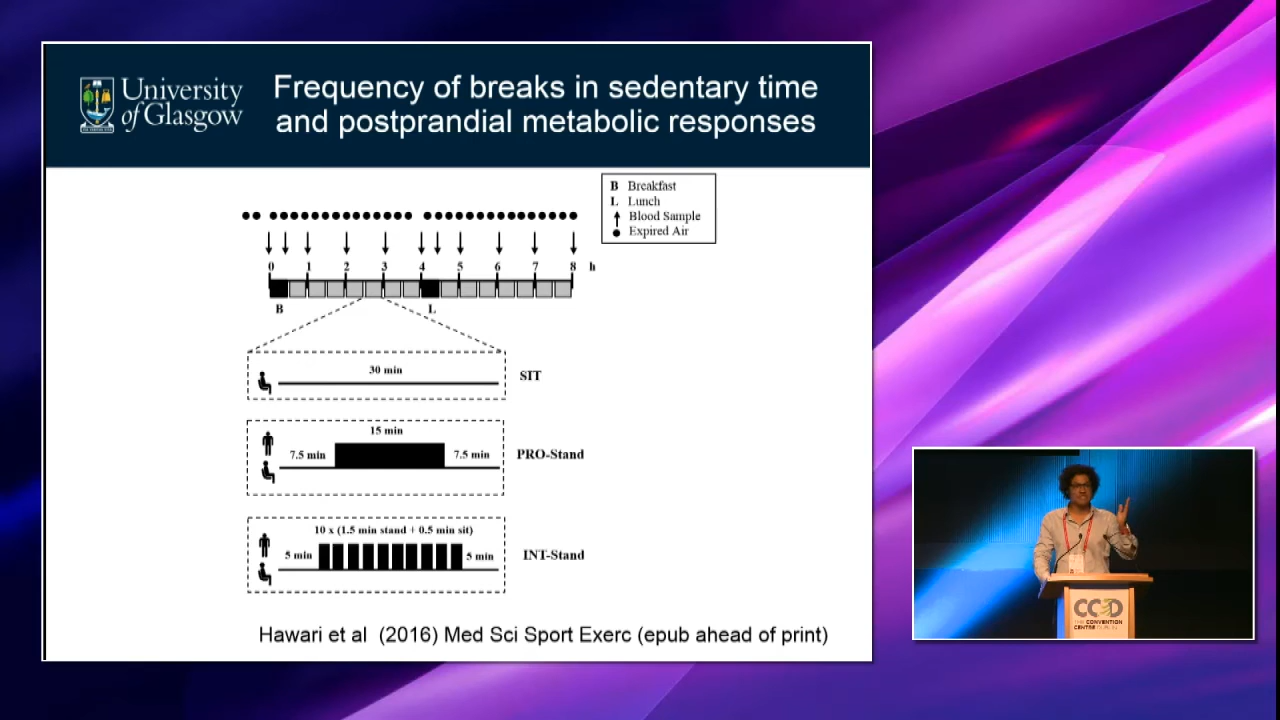 University
of Glasgow
Frequency of breaks in sedentary time
and postprandial metabolic responses
B Breakfast
L Lunch
Blood Sample
Expired Air
0 1 2 3 4 5 6 7 8 h
B L
30 min
SIT
15 min
7.5 min 7.5 min
PRO-Stand
10 x (1.5 min stand + 0.5 min sit)
5 min 5 min
INT-Stand
Hawari et al (2016) Med Sci Sport Exerc (epub ahead of print)
THE CONVENTION
CENTRE